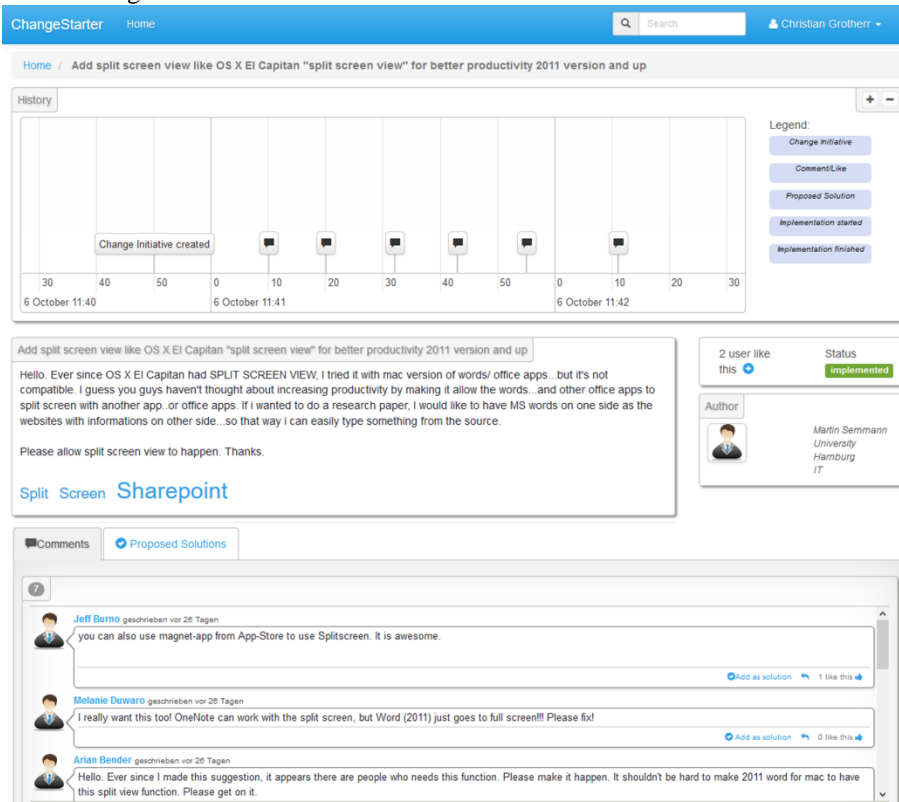 ChangeStarter Home Search Christian Grotherr
Home / Add split screen view like OS X El Capitan "split screen view" for better productivity 2011 version and up
History + −
Legend:
Change Initiative
Comment/Like
Proposed Solution
Implementation started
Implementation finished
Change Initiative created
30 40 50 0 10 20 30 40 50 0 10 20 30
6 October 11:40 6 October 11:41 6 October 11:42
Add split screen view like OS X El Capitan "split screen view" for better productivity 2011 version and up
Hello. Ever since OS X El Capitan had SPLIT SCREEN VIEW, I tried it with mac version of words/ office apps...but it's not
compatible. I guess you guys haven't thought about increasing productivity by making it allow the words...and other office apps to
split screen with another app..or office apps. If i wanted to do a research paper, I would like to have MS words on one side as the
websites with informations on other side...so that way i can easily type something from the source.
Please allow split screen view to happen. Thanks.
Split Screen Sharepoint
2 user like
this
Status
implemented
Author
Martin Semmann
University
Hamburg
IT
Comments Proposed Solutions
7
Jeff Burno geschrieben vor 26 Tagen
you can also use magnet-app from App-Store to use Splitscreen. It is awesome.
Add as solution 1 like this
Melanie Duwaro geschrieben vor 26 Tagen
I really want this too! OneNote can work with the split screen, but Word (2011) just goes to full screen!!! Please fix!
Add as solution 0 like this
Arian Bender geschrieben vor 26 Tagen
Hello. Ever since I made this suggestion, it appears there are people who needs this function. Please make it happen. It shouldn't be hard to make 2011 word for mac to have
this split view function. Please get on it.